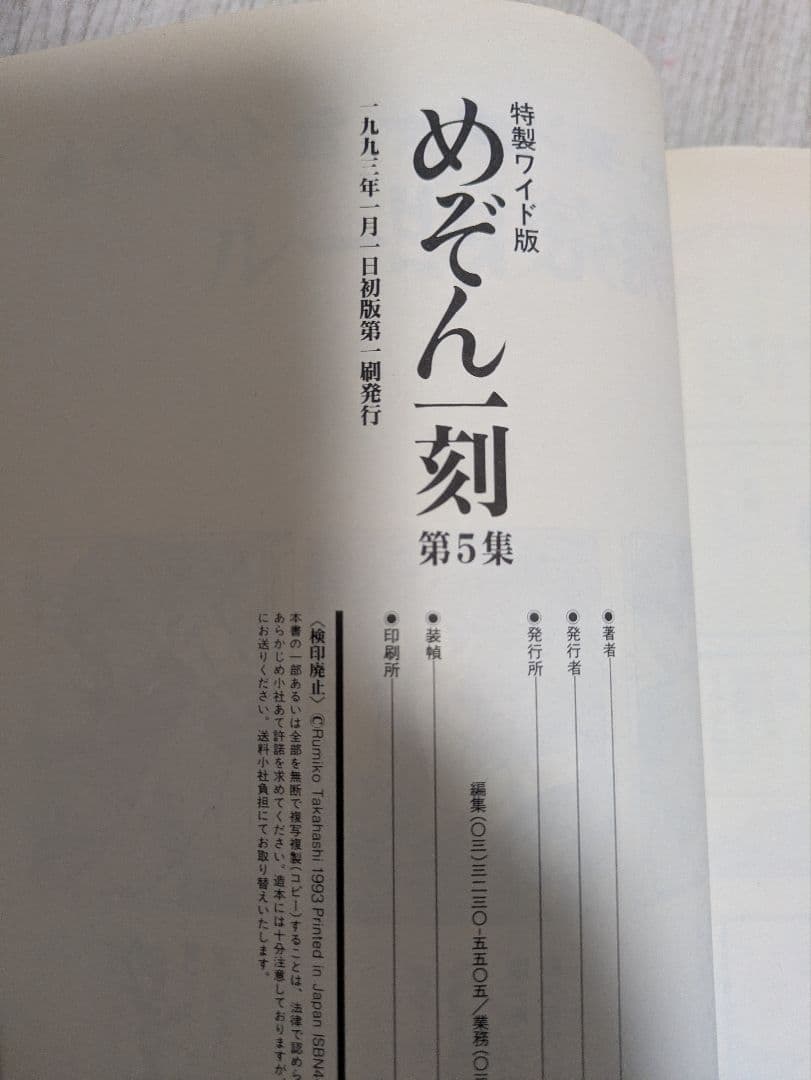 特製ワイド版
めぞん一刻
第5集
一九九三年一月一日初版第一刷発行
●著者
●発行者
●発行所
編集(〇三)三二三〇-五五〇五/業務(〇三
●装幀
●印刷所
〈検印廃止〉 ©Rumiko Takahashi 1993 Printed in Japan ISBN4
本書の一部あるいは全部を無断で複写複製(コピー)することは、法律で認めら
あらかじめ小社あて許諾を求めてください。造本には十分注意しておりますが、
にお送りください。送料小社負担にてお取り替えいたします。